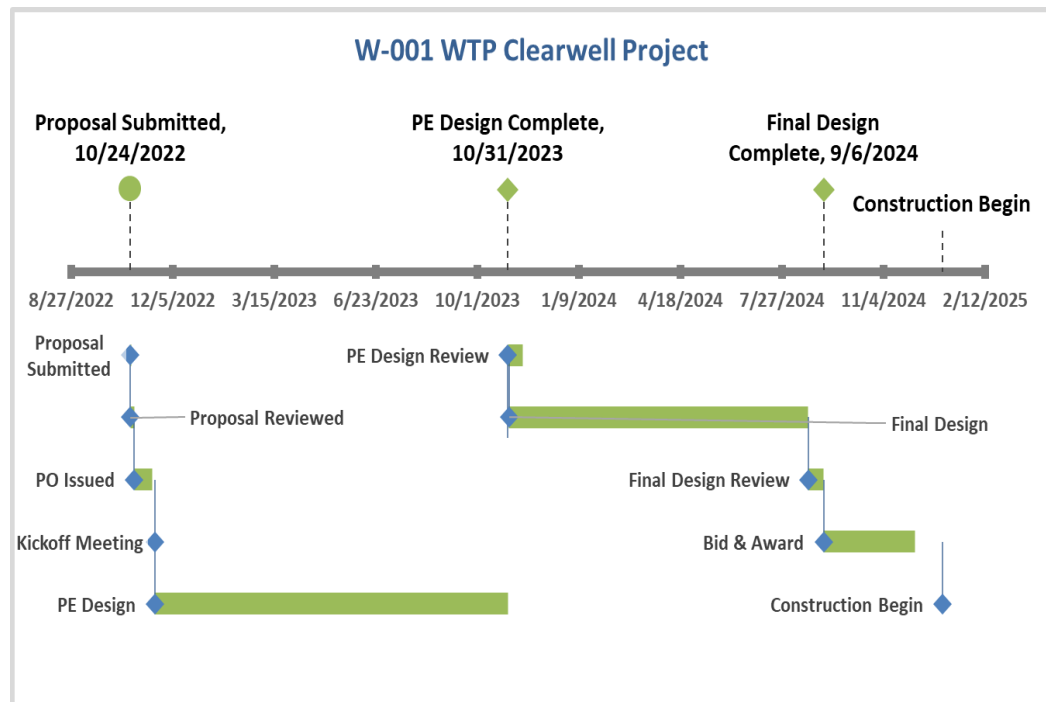 W-001 WTP Clearwell Project
Proposal Submitted,
10/24/2022
PE Design Complete,
10/31/2023
Final Design
Complete, 9/6/2024
Construction Begin
8/27/2022
12/5/2022
3/15/2023
6/23/2023
10/1/2023
1/9/2024
4/18/2024
7/27/2024
11/4/2024
2/12/2025
Proposal
Submitted
PE Design Review
Proposal Reviewed
Final Design
PO Issued
Final Design Review
Kickoff Meeting
Bid & Award
PE Design
Construction Begin